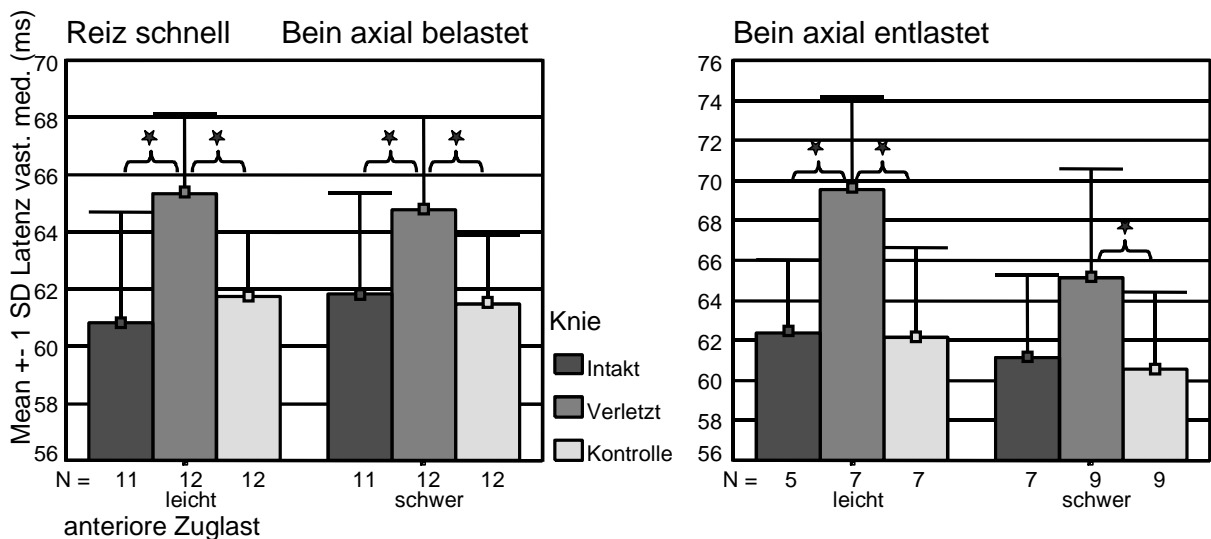 Reiz schnell Bein axial belastet Bein axial entlastet
Mean +- 1 SD Latenz vast. med. (ms)
70
68
66
64
62
60
58
56
76
74
72
70
68
66
64
62
60
58
56
Knie
Intakt
Verletzt
Kontrolle
N = 11 12 12 11 12 12
leicht schwer
anteriore Zuglast
N = 5 7 7 7 9 9
leicht schwer